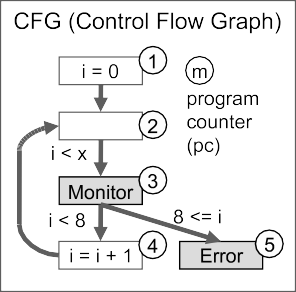 CFG (Control Flow Graph)
1
i = 0
m
program
counter
(pc)
2
i < x
3
Monitor
i < 8
8 <= i
4
i = i + 1
5
Error